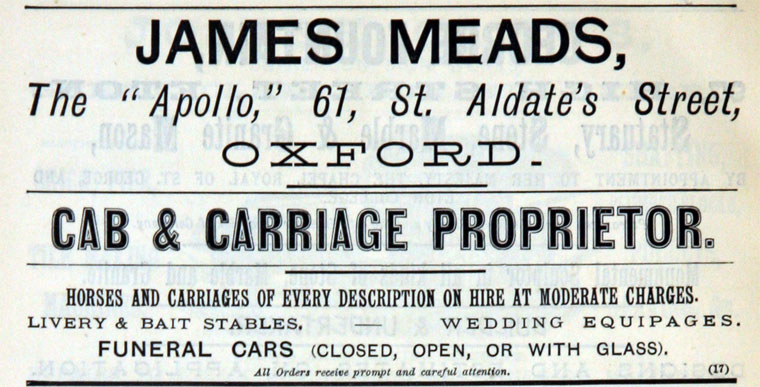 JAMES MEADS,
The "Apollo," 61, St. Aldate's Street,
OXFORD.
CAB & CARRIAGE PROPRIETOR.
HORSES AND CARRIAGES OF EVERY DESCRIPTION ON HIRE AT MODERATE CHARGES.
LIVERY & BAIT STABLES. — WEDDING EQUIPAGES.
FUNERAL CARS (CLOSED, OPEN, OR WITH GLASS).
All Orders receive prompt and careful attention. (17)